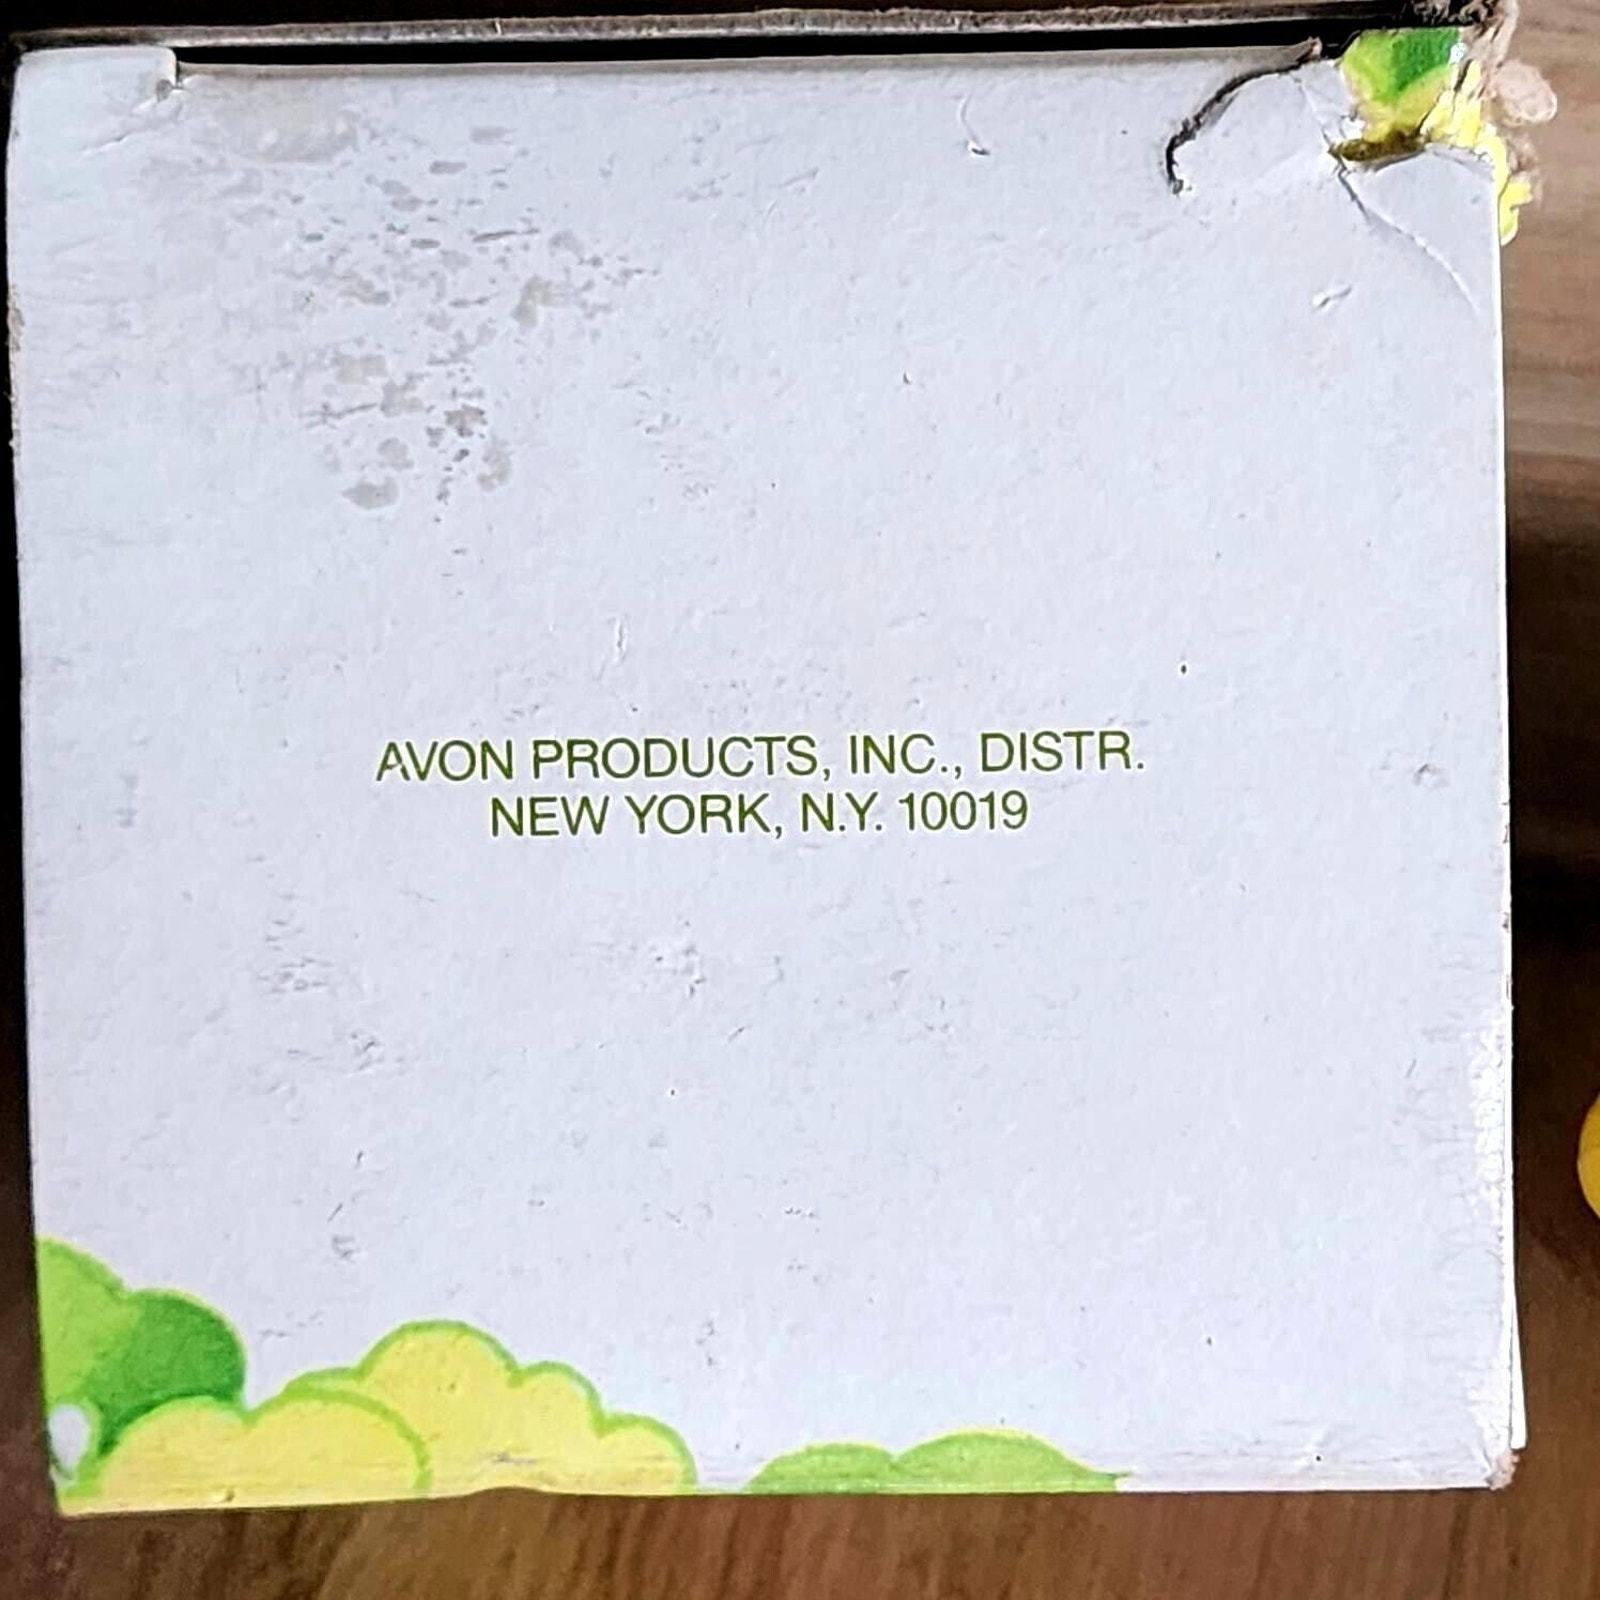 AVON PRODUCTS, INC., DISTR.
NEW YORK, N.Y. 10019